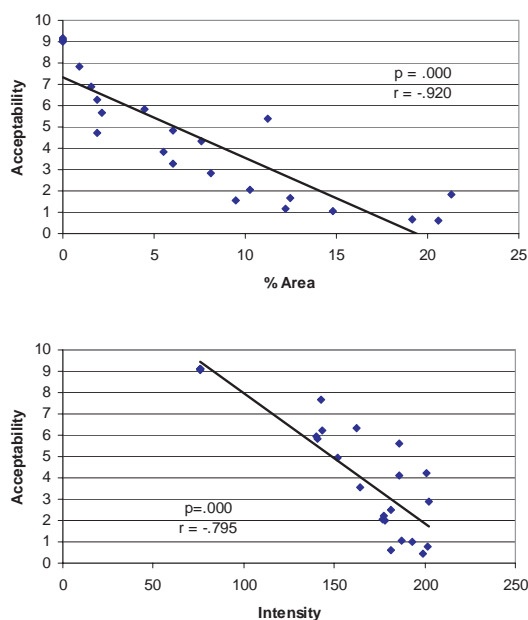 10
9
8
7
6
5
4
3
2
1
0
Acceptability
p = .000
r = -.920
0 5 10 15 20 25
% Area
10
9
8
7
6
5
4
3
2
1
0
Acceptability
p=.000
r = -.795
0 50 100 150 200 250
Intensity